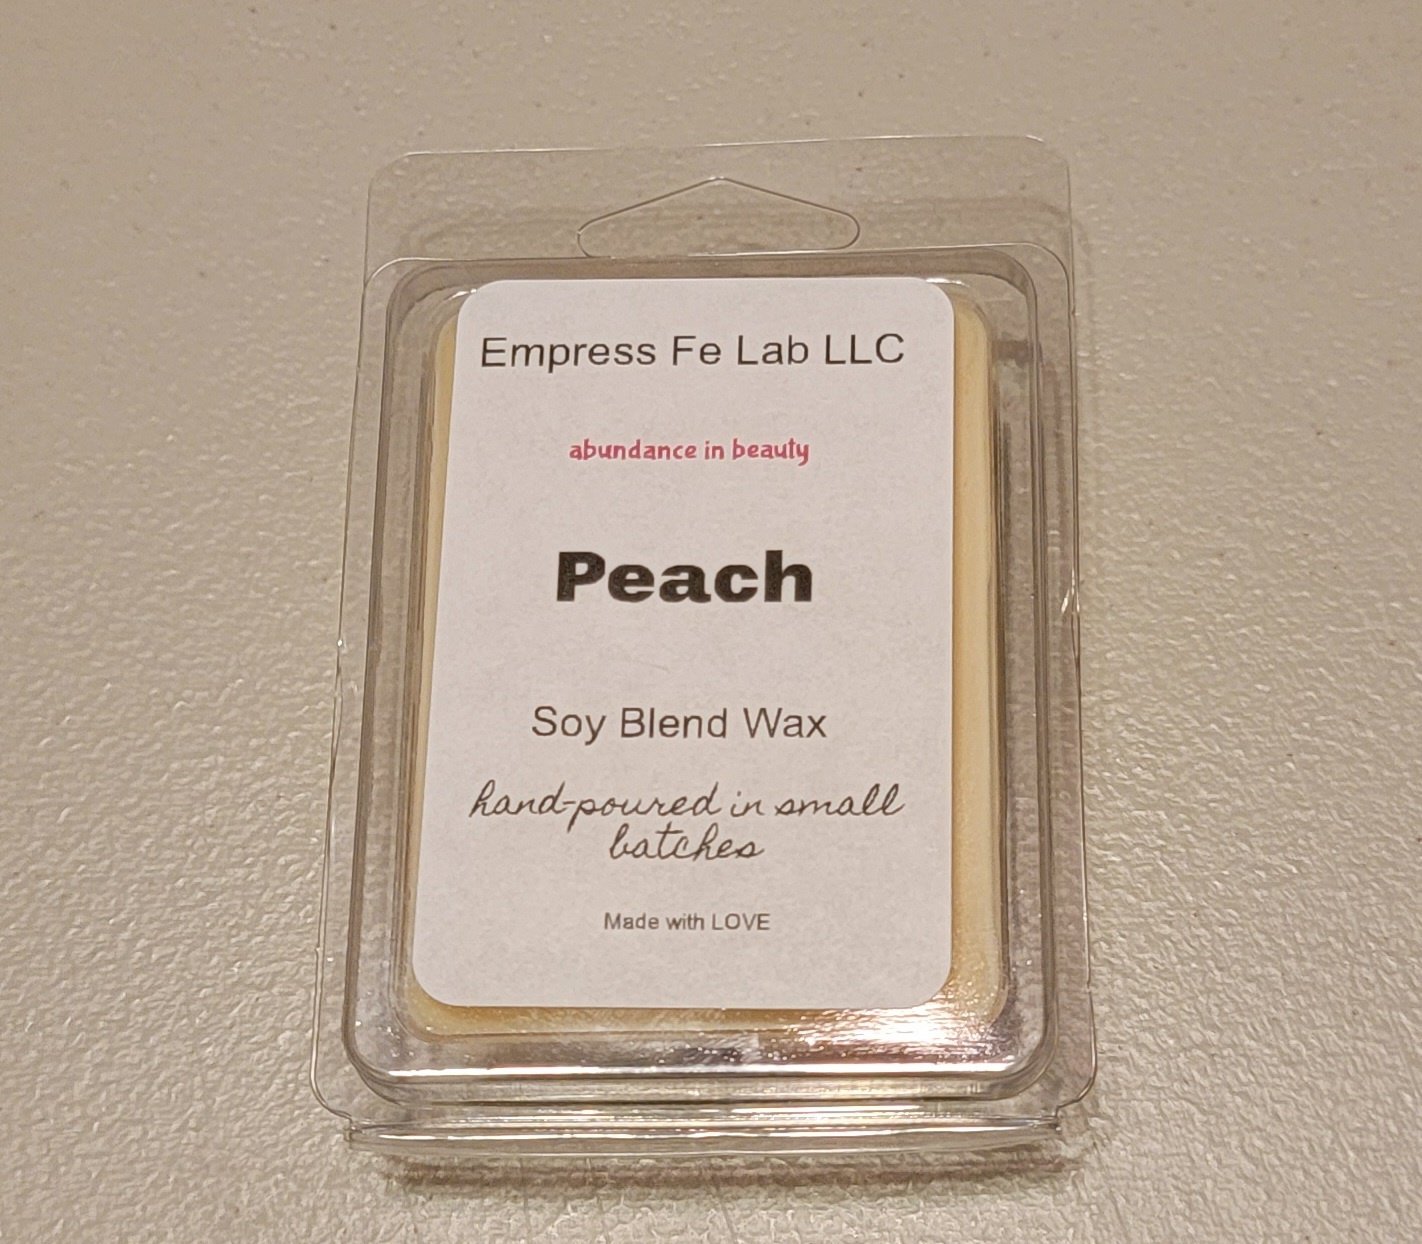 Empress Fe Lab LLC
abundance in beauty
Peach
Soy Blend Wax
hand-poured in small
batches
Made with LOVE